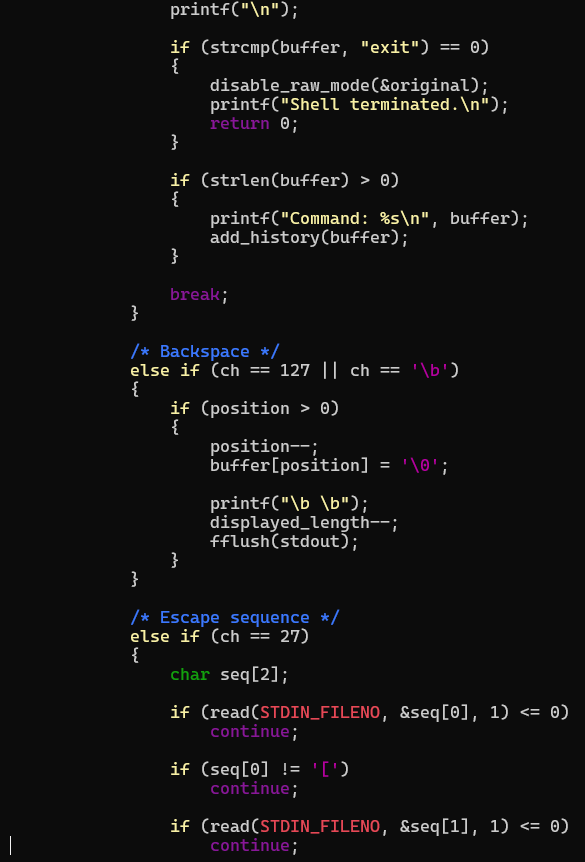 printf("\n");
if (strcmp(buffer, "exit") == 0)
{
disable_raw_mode(&original);
printf("Shell terminated.\n");
return 0;
}
if (strlen(buffer) > 0)
{
printf("Command: %s\n", buffer);
add_history(buffer);
}
break;
}
/* Backspace */
else if (ch == 127 || ch == '\b')
{
if (position > 0)
{
position--;
buffer[position] = '\0';
printf("\b \b");
displayed_length--;
fflush(stdout);
}
}
/* Escape sequence */
else if (ch == 27)
{
char seq[2];
if (read(STDIN_FILENO, &seq[0], 1) <= 0)
continue;
if (seq[0] != '[')
continue;
if (read(STDIN_FILENO, &seq[1], 1) <= 0)
continue;